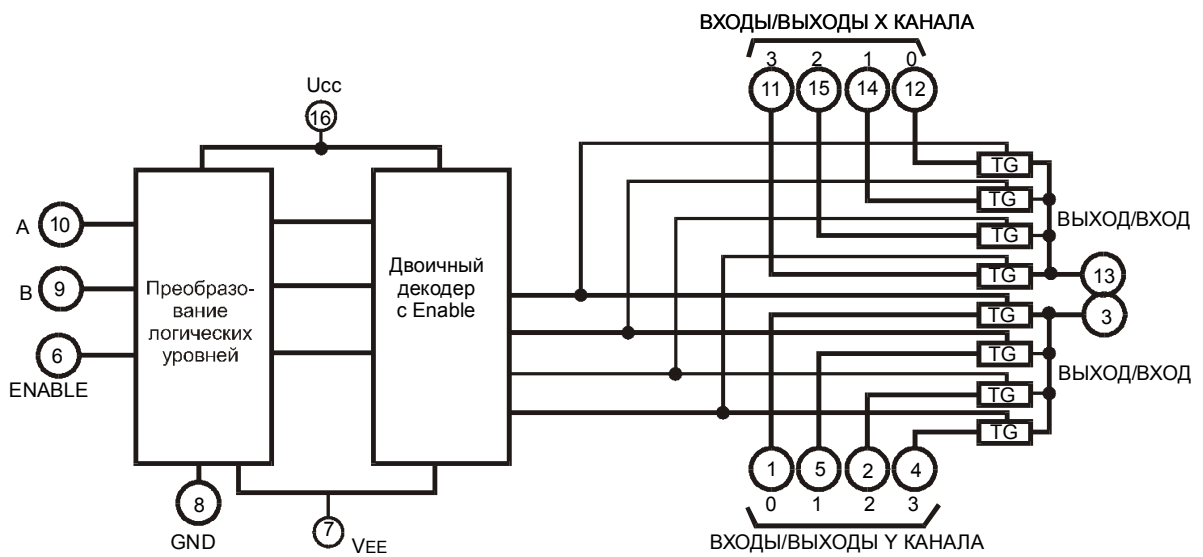 ВХОДЫ/ВЫХОДЫ X КАНАЛА
3 2 1 0
11 15 14 12
Ucc
16
TG
TG
TG
TG
ВЫХОД/ВХОД
13
A 10
B 9
6
ENABLE
Преобразо-
вание
логических
уровней
Двоичный
декодер
с Enable
TG
TG
TG
TG
3
ВЫХОД/ВХОД
1 5 2 4
0 1 2 3
ВХОДЫ/ВЫХОДЫ Y КАНАЛА
8
GND
7
VEE